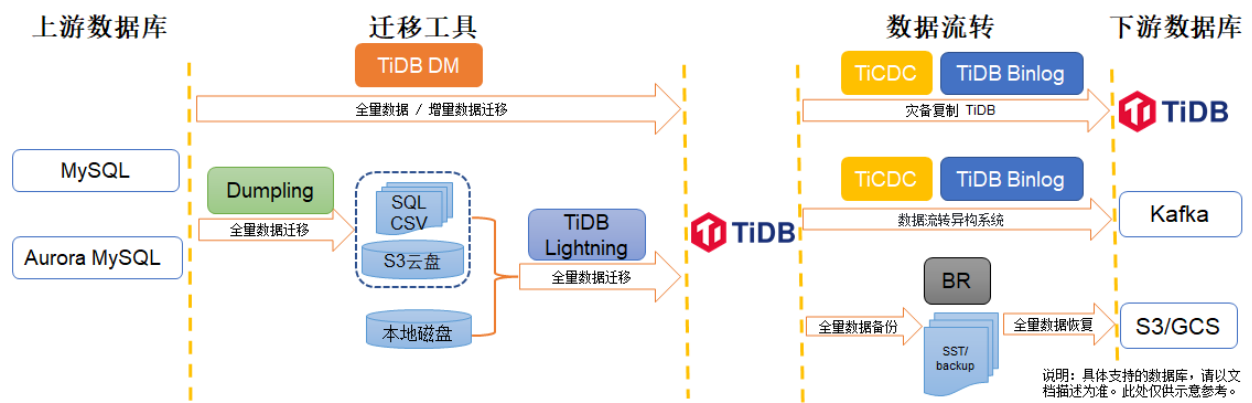 上游数据库
迁移工具
数据流转
下游数据库
TiDB DM
全量数据 / 增量数据迁移
TiCDC
TiDB Binlog
灾备复制 TiDB
TiDB
MySQL
Aurora MySQL
Dumpling
全量数据迁移
SQL
CSV
S3云盘
本地磁盘
TiDB
Lightning
全量数据迁移
TiDB
TiCDC
TiDB Binlog
数据流转异构系统
Kafka
BR
全量数据备份
SST/
backup
全量数据恢复
S3/GCS
说明：具体支持的数据库，请以文
档描述为准。此处仅供示意参考。